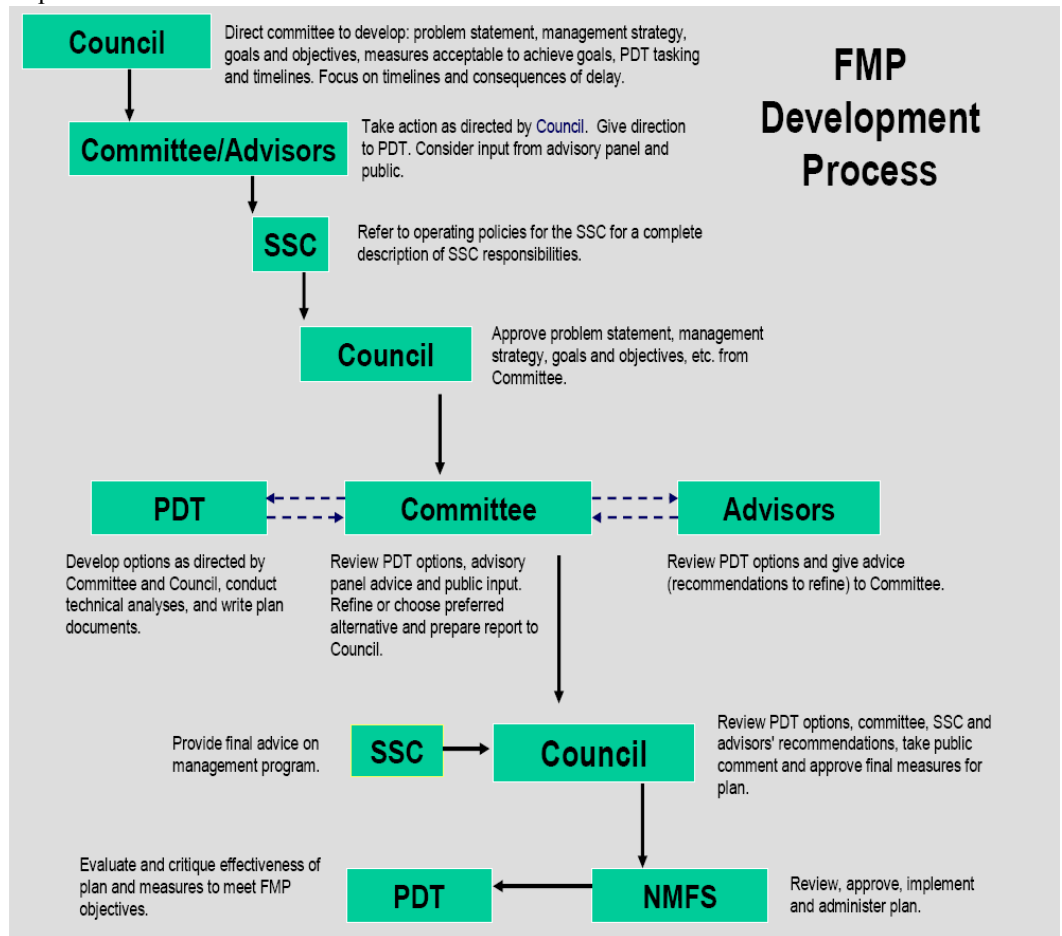 Council
Direct committee to develop: problem statement, management strategy,
goals and objectives, measures acceptable to achieve goals, PDT tasking
and timelines. Focus on timelines and consequences of delay.
FMP
Development
Process
Committee/Advisors
Take action as directed by Council. Give direction
to PDT. Consider input from advisory panel and
public.
SSC
Refer to operating policies for the SSC for a complete
description of SSC responsibilities.
Council
Approve problem statement, management
strategy, goals and objectives, etc. from
Committee.
PDT
Committee
Advisors
Develop options as directed by
Committee and Council, conduct
technical analyses, and write plan
documents.
Review PDT options, advisory
panel advice and public input.
Refine or choose preferred
alternative and prepare report to
Council.
Review PDT options and give advice
(recommendations to refine) to Committee.
Provide final advice on
management program.
SSC
Council
Review PDT options, committee, SSC and
advisors' recommendations, take public
comment and approve final measures for
plan.
Evaluate and critique effectiveness of
plan and measures to meet FMP
objectives.
PDT
NMFS
Review, approve, implement
and administer plan.